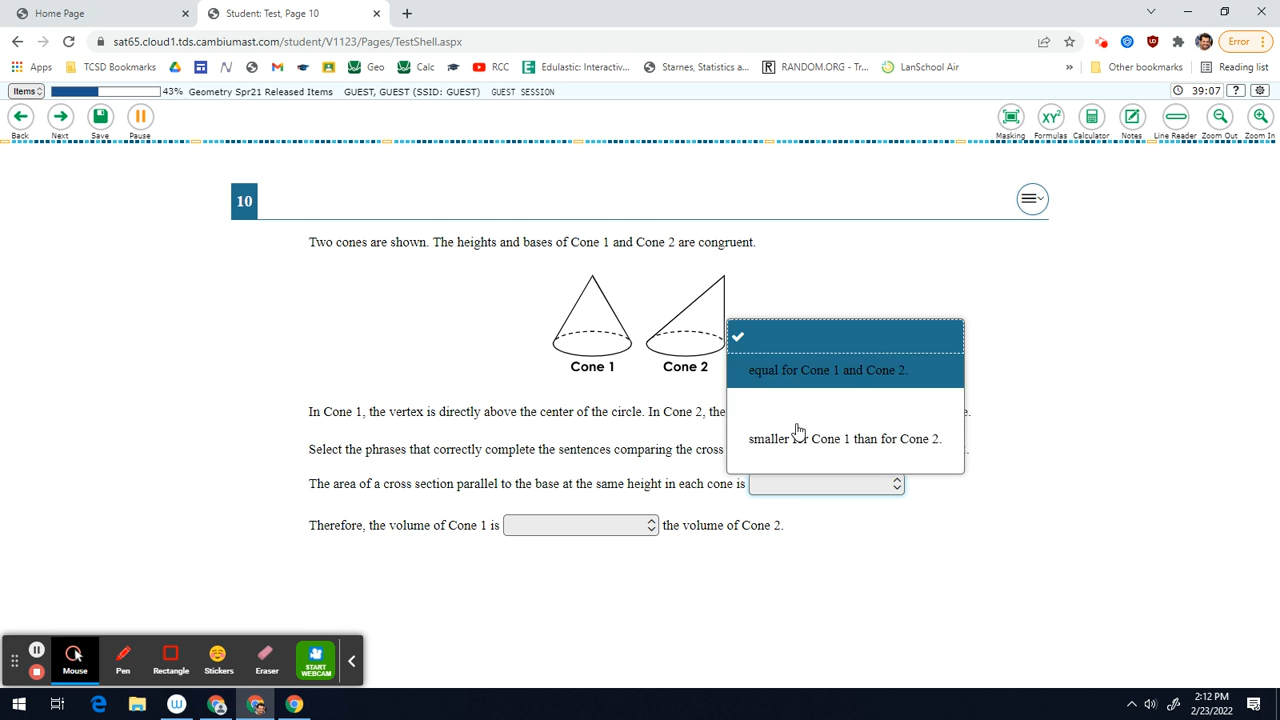 Home Page
Student: Test, Page 10
sat65.cloud1.tds.cambiumast.com/student/V1123/Pages/TestShell.aspx
Error
Apps
TCSD Bookmarks
Geo
Calc
RCC
Edulastic: Interactiv...
Starnes, Statistics a...
RANDOM.ORG - Tr...
LanSchool Air
»
Other bookmarks
Reading list
Items
43% Geometry Spr21 Released Items GUEST, GUEST (SSID: GUEST) GUEST SESSION
39:07
?
Back
Next
Save
Pause
Masking
Formulas
Calculator
Notes
Line Reader
Zoom Out
Zoom In
XY²
10
Two cones are shown. The heights and bases of Cone 1 and Cone 2 are congruent.
Cone 1
Cone 2
equal for Cone 1 and Cone 2.
smaller for Cone 1 than for Cone 2.
In Cone 1, the vertex is directly above the center of the circle. In Cone 2, the
Select the phrases that correctly complete the sentences comparing the cross
The area of a cross section parallel to the base at the same height in each cone is
Therefore, the volume of Cone 1 is the volume of Cone 2.
Mouse
Pen
Rectangle
Stickers
Eraser
START
WEBCAM
2:12 PM
2/23/2022